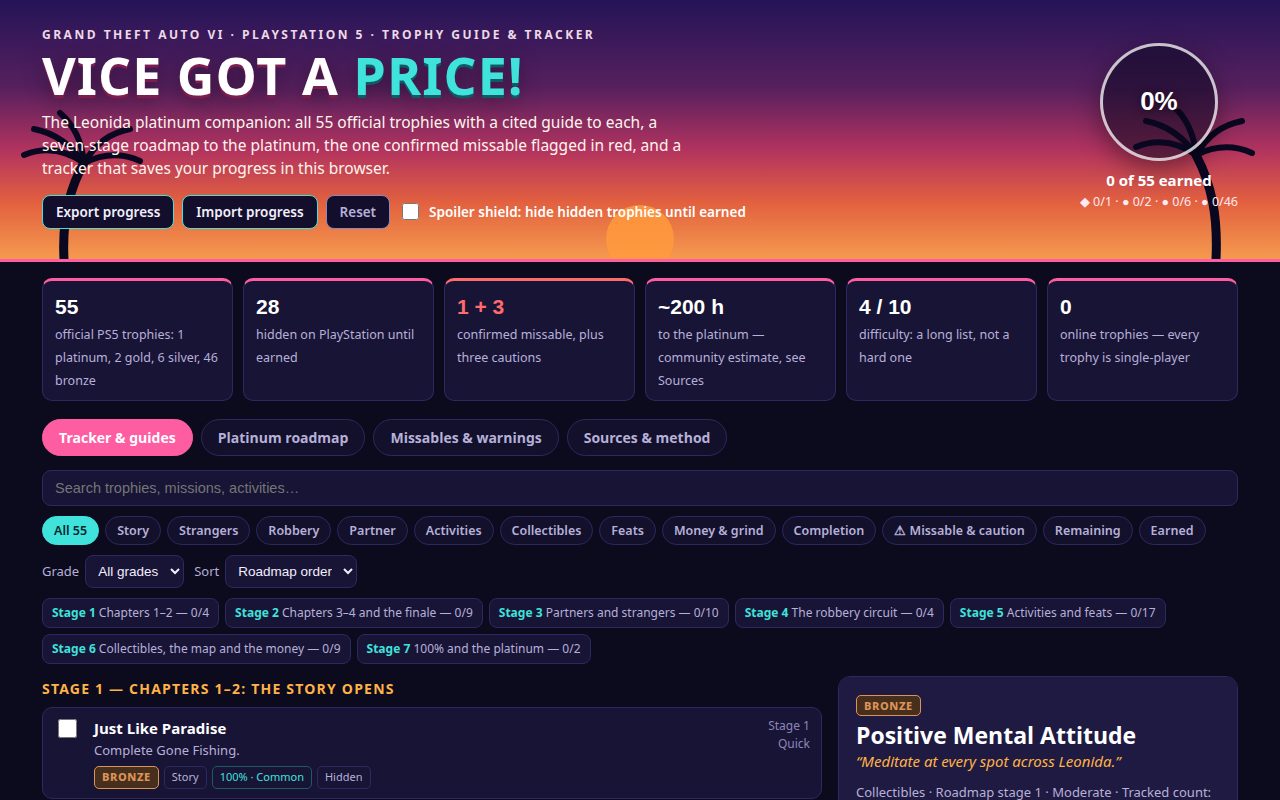 GRAND THEFT AUTO VI · PLAYSTATION 5 · TROPHY GUIDE & TRACKER
VICE GOT A PRICE!
The Leonida platinum companion: all 55 official trophies with a cited guide to each, a
seven-stage roadmap to the platinum, the one confirmed missable flagged in red, and a
tracker that saves your progress in this browser.
Export progress
Import progress
Reset
Spoiler shield: hide hidden trophies until earned
0%
0 of 55 earned
◆ 0/1 · ● 0/2 · ● 0/6 · ● 0/46
55
official PS5 trophies: 1
platinum, 2 gold, 6 silver, 46
bronze
28
hidden on PlayStation until
earned
1 + 3
confirmed missable, plus
three cautions
~200 h
to the platinum —
community estimate, see
Sources
4 / 10
difficulty: a long list, not a
hard one
0
online trophies — every
trophy is single-player
Tracker & guides
Platinum roadmap
Missables & warnings
Sources & method
Search trophies, missions, activities…
All 55
Story
Strangers
Robbery
Partner
Activities
Collectibles
Feats
Money & grind
Completion
⚠ Missable & caution
Remaining
Earned
Grade
All grades
Sort
Roadmap order
Stage 1 Chapters 1–2 — 0/4
Stage 2 Chapters 3–4 and the finale — 0/9
Stage 3 Partners and strangers — 0/10
Stage 4 The robbery circuit — 0/4
Stage 5 Activities and feats — 0/17
Stage 6 Collectibles, the map and the money — 0/9
Stage 7 100% and the platinum — 0/2
STAGE 1 — CHAPTERS 1–2: THE STORY OPENS
Just Like Paradise
Complete Gone Fishing.
BRONZE
Story
100% · Common
Hidden
Stage 1
Quick
BRONZE
Positive Mental Attitude
“Meditate at every spot across Leonida.”
Collectibles · Roadmap stage 1 · Moderate · Tracked count: